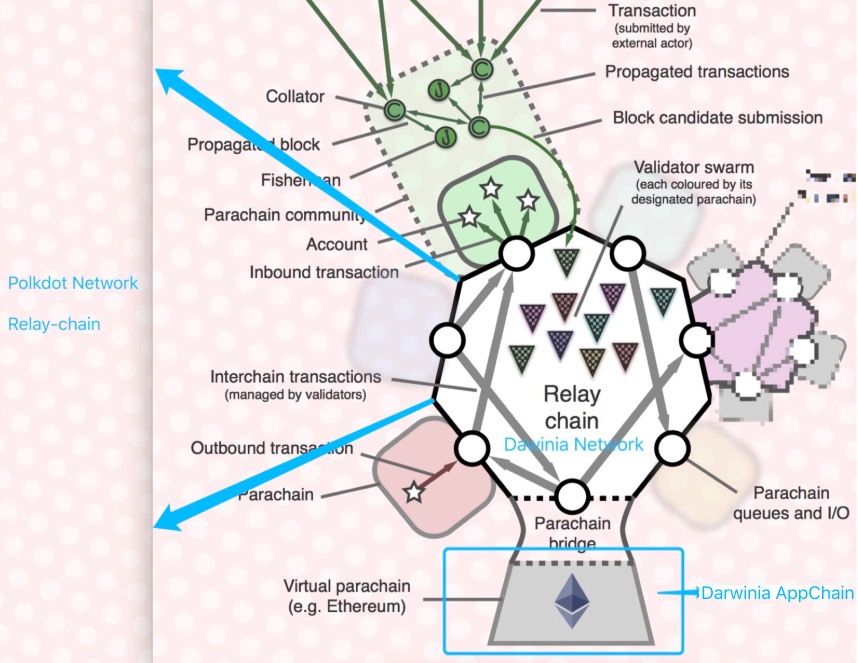 Transaction
(submitted by
external actor)
Propagated transactions
Collator
Block candidate submission
Propagated block
Validator swarm
(each coloured by its
designated parachain)
Fisherman
Parachain community
Account
Inbound transaction
Polkdot Network
Relay-chain
Interchain transactions
(managed by validators)
Relay
chain
Darwinia Network
Outbound transaction
Parachain
Parachain
queues and I/O
Parachain
bridge
Virtual parachain
(e.g. Ethereum)
Darwinia AppChain
C
C
C